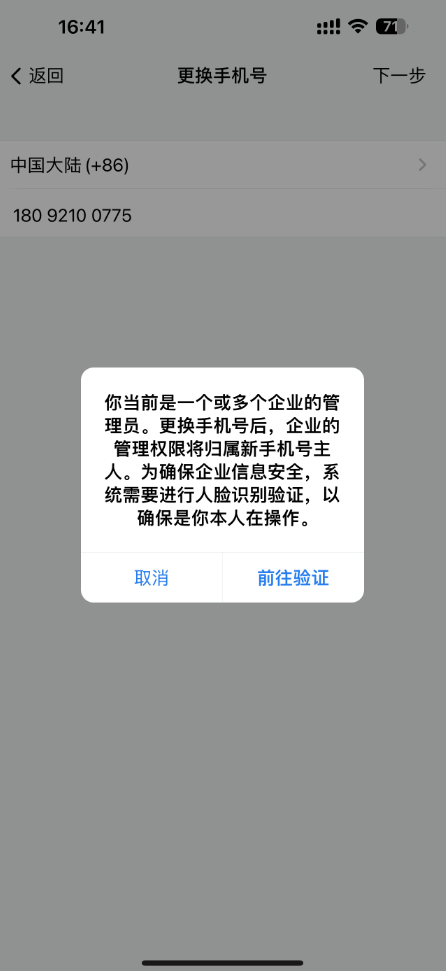 16:41
71
返回
更换手机号
下一步
中国大陆 (+86)
180 9210 0775
你当前是一个或多个企业的管
理员。更换手机号后，企业的
管理权限将归属新手机号主
人。为确保企业信息安全，系
统需要进行人脸识别验证，以
确保是你本人在操作。
取消
前往验证